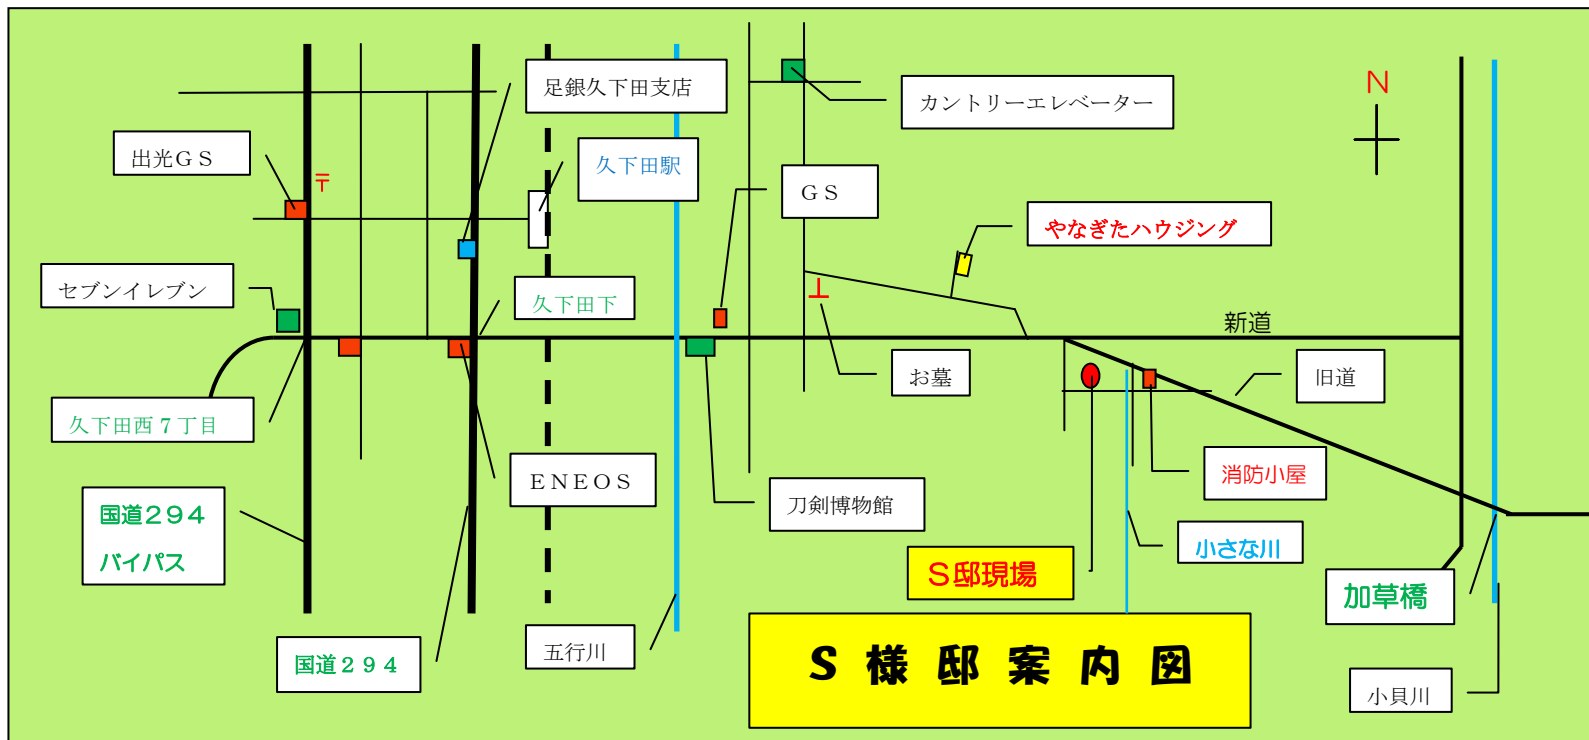 足銀久下田支店
カントリーエレベーター
N
出光ＧＳ
〒
久下田駅
ＧＳ
やなぎたハウジング
セブンイレブン
久下田下
新道
お墓
旧道
久下田西７丁目
ＥＮＥＯＳ
刀剣博物館
消防小屋
国道２９４
バイパス
小さな川
Ｓ邸現場
加草橋
国道２９４
五行川
Ｓ様邸案内図
小貝川